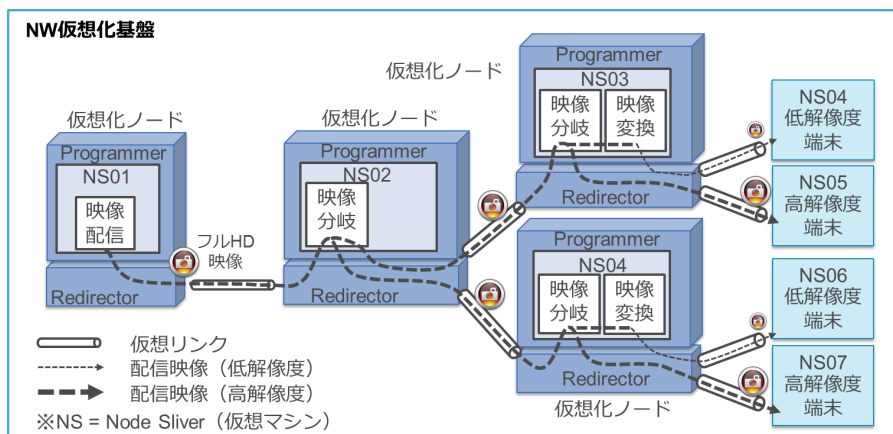 NW仮想化基盤
仮想化ノード
Programmer
NS01
映像
配信
Redirector
フルHD
映像
仮想化ノード
Programmer
NS02
映像
分岐
Redirector
仮想化ノード
Programmer
NS03
映像
分岐
映像
変換
Redirector
Programmer
NS04
映像
分岐
映像
変換
Redirector
仮想化ノード
NS04
低解像度
端末
NS05
高解像度
端末
NS06
低解像度
端末
NS07
高解像度
端末
仮想リンク
配信映像（低解像度）
配信映像（高解像度）
※NS = Node Sliver（仮想マシン）